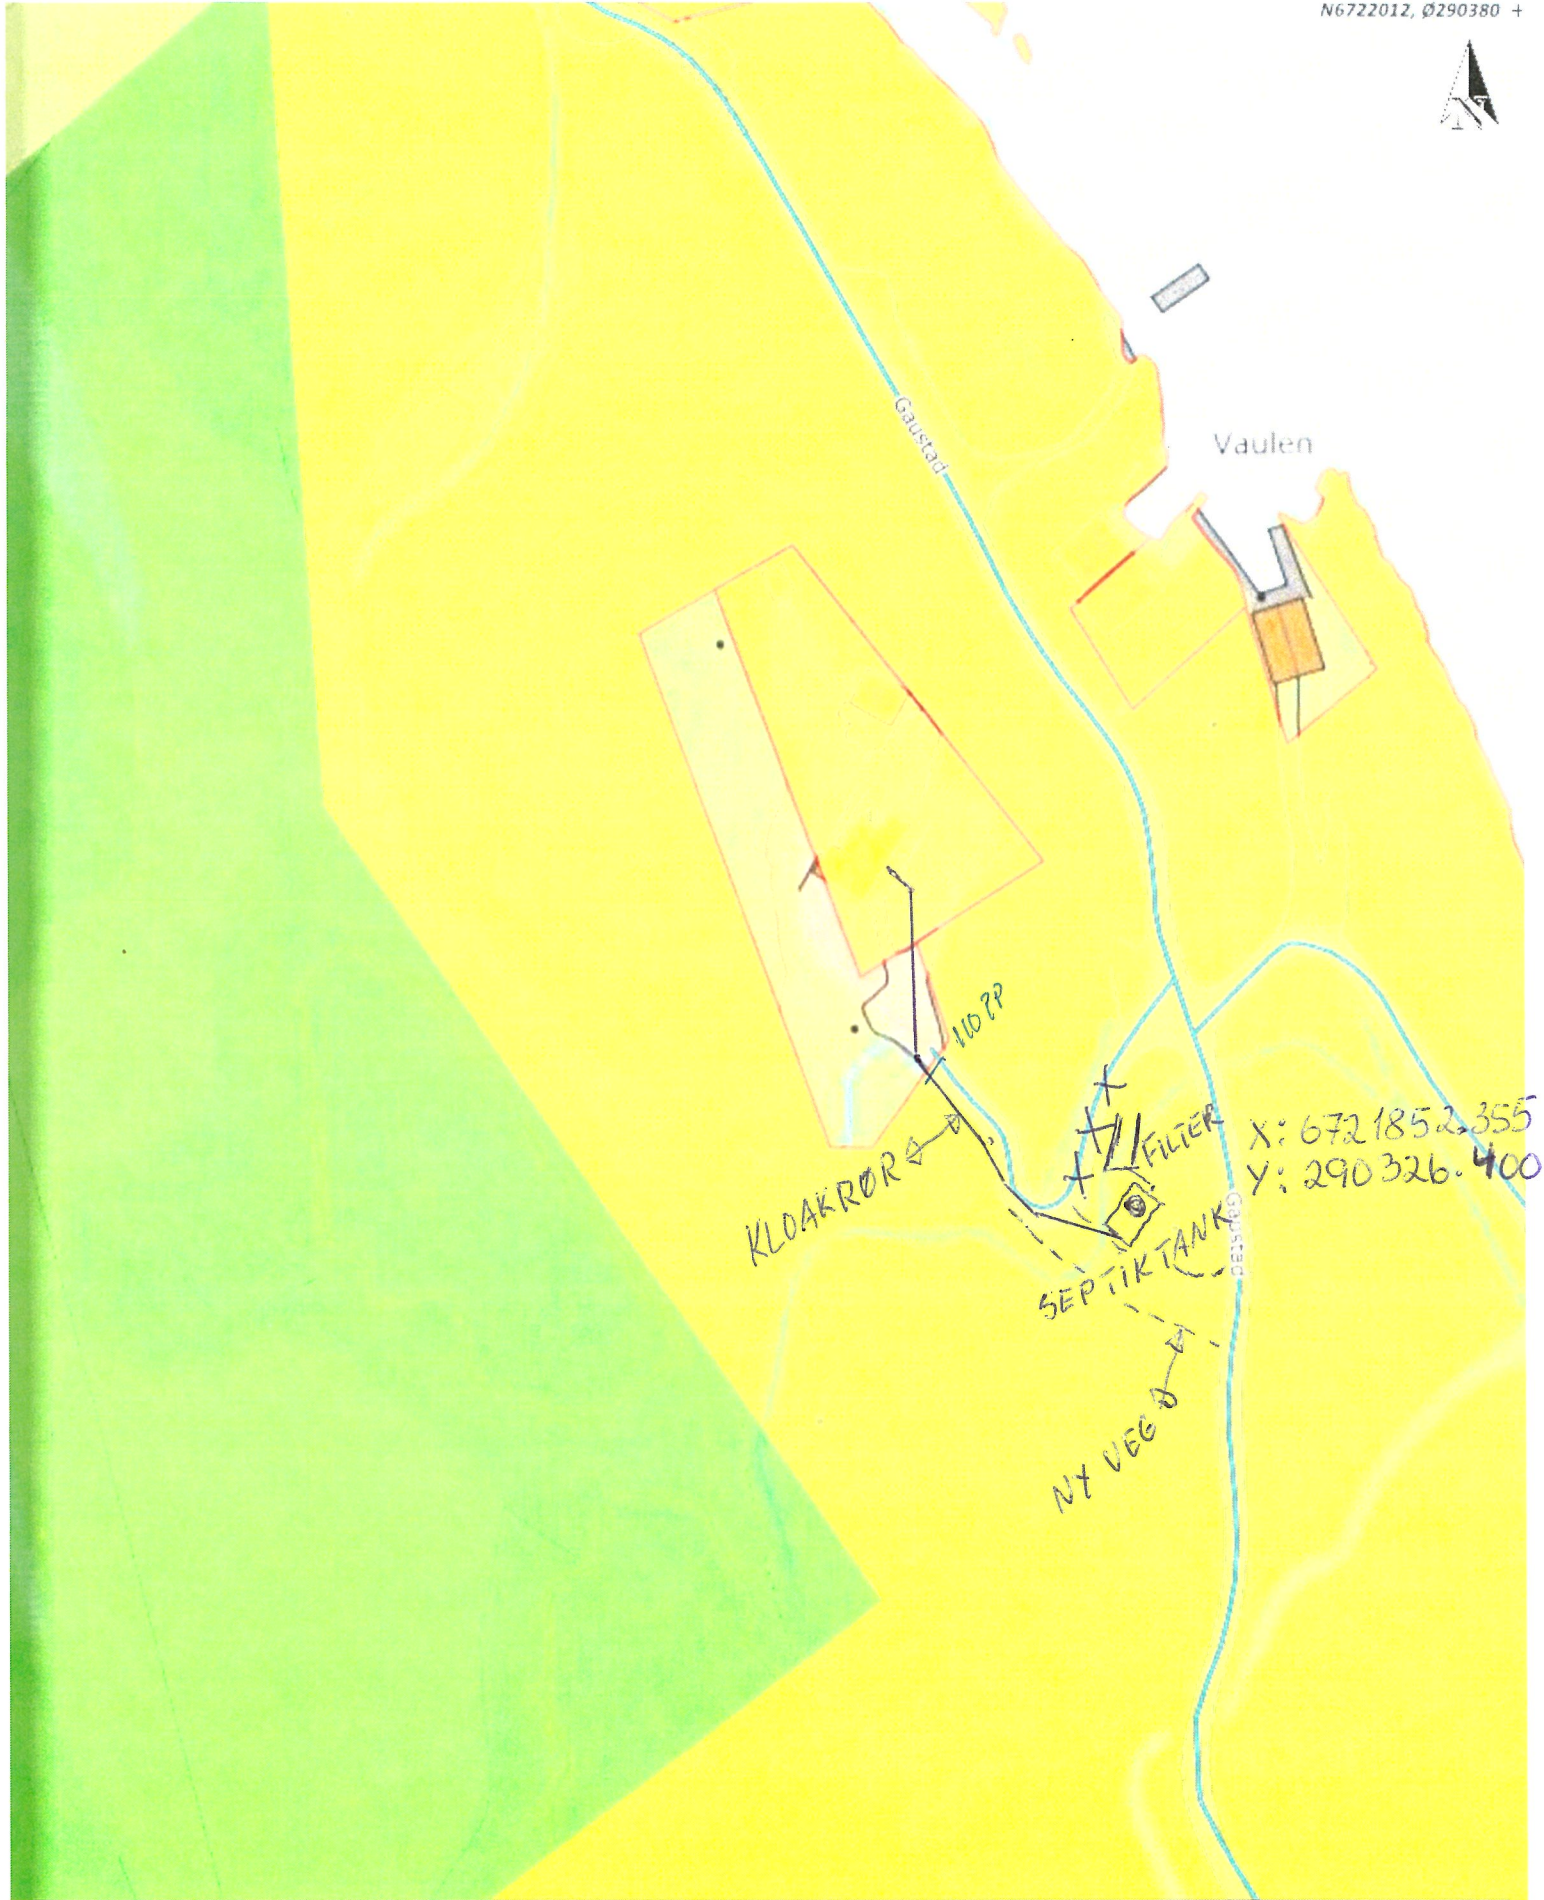 N6722012, Ø290380 +
N
Gaustad
Vaulen
110 PP
KLOAKRØR
FILTER
X: 6721852.355
Y: 290326.400
SEPTIKTANK
Gaustad
NY VEG